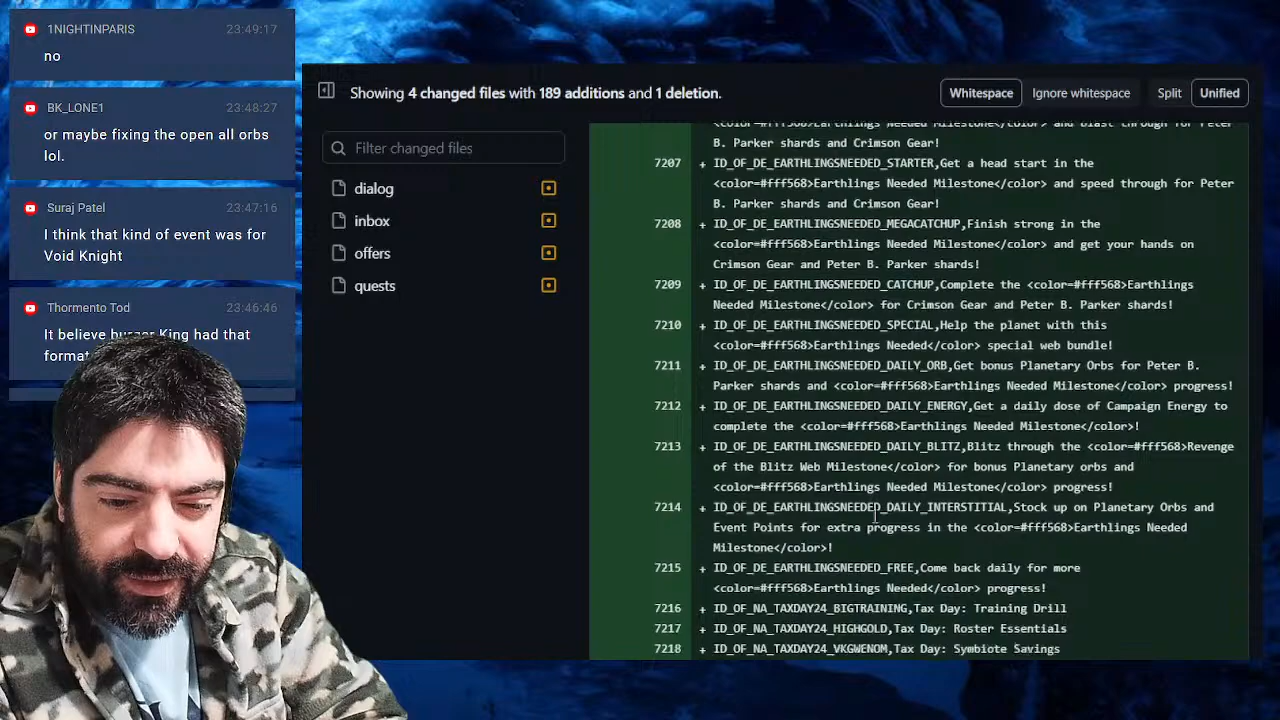 1NIGHTINPARIS 23:49:17
no
BK_LONE1 23:48:27
or maybe fixing the open all orbs
lol.
Suraj Patel 23:47:16
I think that kind of event was for
Void Knight
Thormento Tod 23:46:46
It believe burger King had that
format
Showing 4 changed files with 189 additions and 1 deletion.
Whitespace Ignore whitespace Split Unified
Filter changed files
dialog
inbox
offers
quests
<color=#fff568>Earthlings Needed Milestone</color> and blast through for Peter
B. Parker shards and Crimson Gear!
7207 + ID_OF_DE_EARTHLINGSNEEDED_STARTER,Get a head start in the
<color=#fff568>Earthlings Needed Milestone</color> and speed through for Peter
B. Parker shards and Crimson Gear!
7208 + ID_OF_DE_EARTHLINGSNEEDED_MEGACATCHUP,Finish strong in the
<color=#fff568>Earthlings Needed Milestone</color> and get your hands on
Crimson Gear and Peter B. Parker shards!
7209 + ID_OF_DE_EARTHLINGSNEEDED_CATCHUP,Complete the <color=#fff568>Earthlings
Needed Milestone</color> for Crimson Gear and Peter B. Parker shards!
7210 + ID_OF_DE_EARTHLINGSNEEDED_SPECIAL,Help the planet with this
<color=#fff568>Earthlings Needed</color> special web bundle!
7211 + ID_OF_DE_EARTHLINGSNEEDED_DAILY_ORB,Get bonus Planetary Orbs for Peter B.
Parker shards and <color=#fff568>Earthlings Needed Milestone</color> progress!
7212 + ID_OF_DE_EARTHLINGSNEEDED_DAILY_ENERGY,Get a daily dose of Campaign Energy to
complete the <color=#fff568>Earthlings Needed Milestone</color>!
7213 + ID_OF_DE_EARTHLINGSNEEDED_DAILY_BLITZ,Blitz through the <color=#fff568>Revenge
of the Blitz Web Milestone</color> for bonus Planetary orbs and
<color=#fff568>Earthlings Needed Milestone</color> progress!
7214 + ID_OF_DE_EARTHLINGSNEEDED_DAILY_INTERSTITIAL,Stock up on Planetary Orbs and
Event Points for extra progress in the <color=#fff568>Earthlings Needed
Milestone</color>!
7215 + ID_OF_DE_EARTHLINGSNEEDED_FREE,Come back daily for more
<color=#fff568>Earthlings Needed</color> progress!
7216 + ID_OF_NA_TAXDAY24_BIGTRAINING,Tax Day: Training Drill
7217 + ID_OF_NA_TAXDAY24_HIGHGOLD,Tax Day: Roster Essentials
7218 + ID_OF_NA_TAXDAY24_VKGWENOM,Tax Day: Symbiote Savings